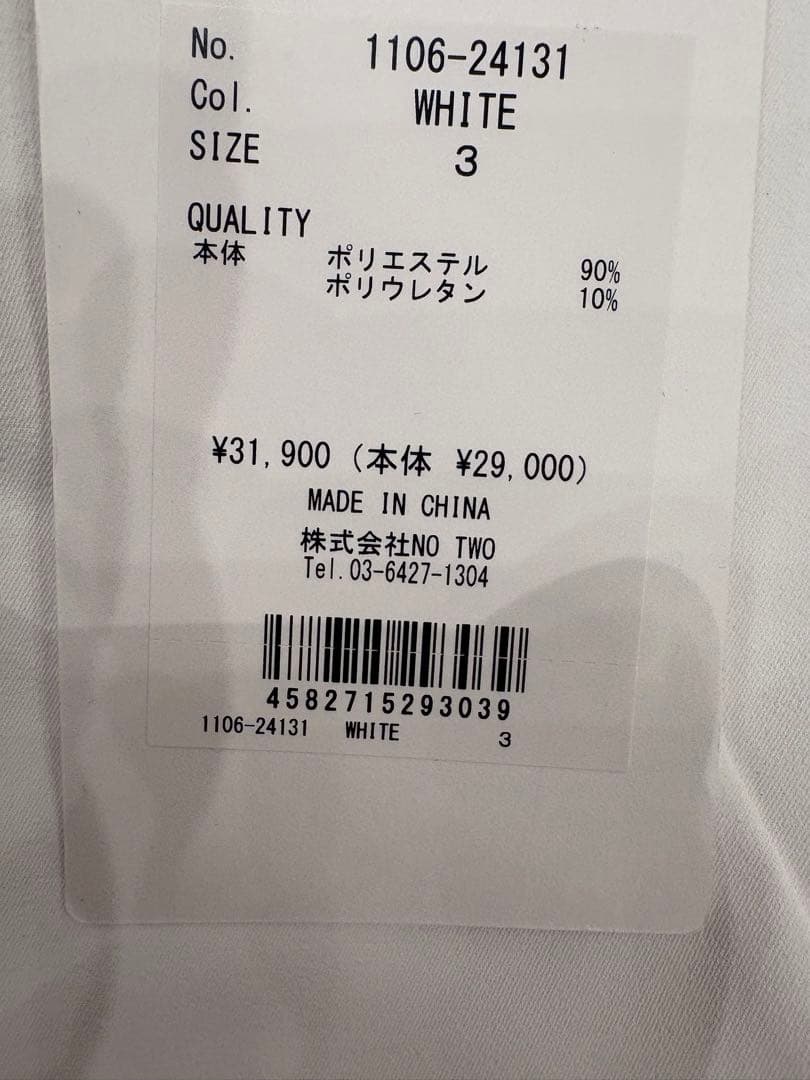 No. 1106-24131
Col. WHITE
SIZE 3
QUALITY
本体 ポリエステル 90%
ポリウレタン 10%
¥31,900 (本体 ¥29,000)
MADE IN CHINA
株式会社NO TWO
Tel.03-6427-1304
4582715293039
1106-24131 WHITE 3